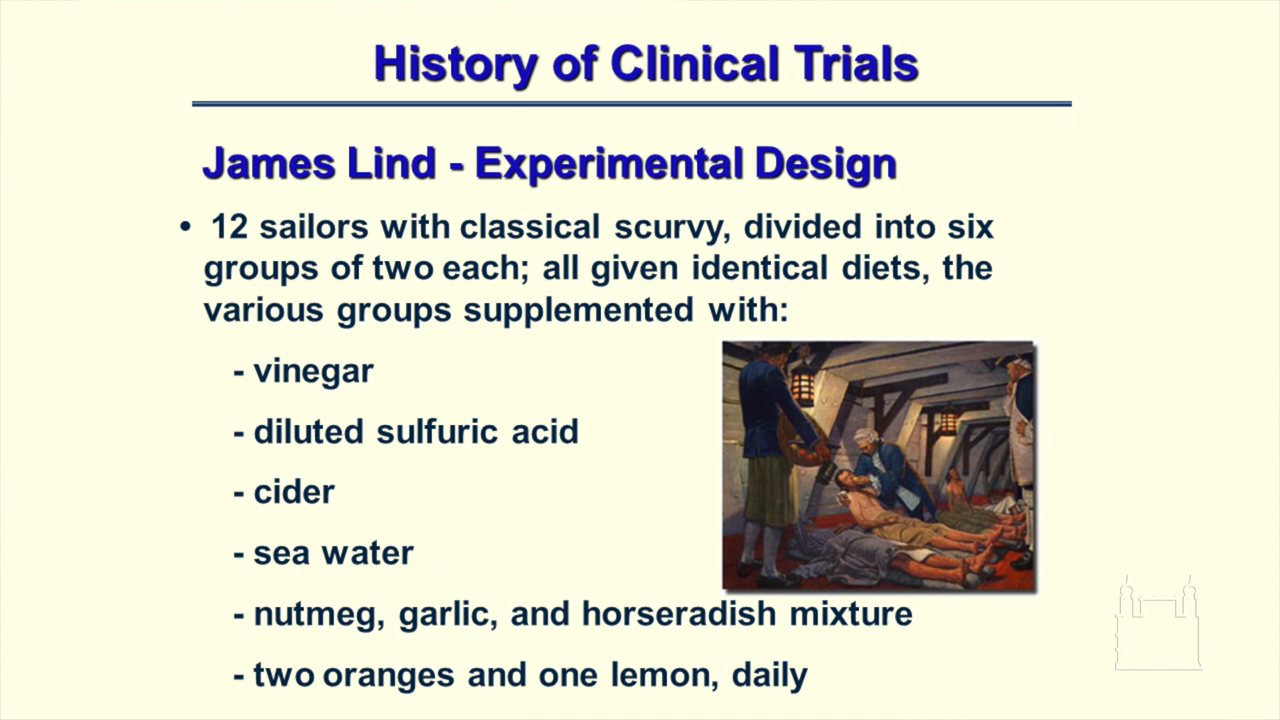 History of Clinical Trials
James Lind - Experimental Design
• 12 sailors with classical scurvy, divided into six
groups of two each; all given identical diets, the
various groups supplemented with:
- vinegar
- diluted sulfuric acid
- cider
- sea water
- nutmeg, garlic, and horseradish mixture
- two oranges and one lemon, daily